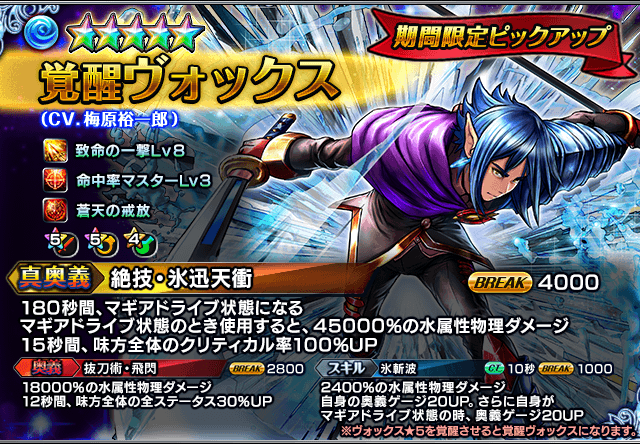 期間限定ピックアップ
覚醒ヴォックス
(CV.梅原裕一郎)
致命の一撃Lv8
命中率マスターLv3
蒼天の戒放
5 5 4
真奥義 絶技・氷迅天衝 BREAK 4000
180秒間、マギアドライブ状態になる
マギアドライブ状態のとき使用すると、45000%の水属性物理ダメージ
15秒間、味方全体のクリティカル率100%UP
奥義 抜刀術・飛閃 BREAK 2800
18000%の水属性物理ダメージ
12秒間、味方全体の全ステータス30%UP
スキル 氷斬波 CT 10秒 BREAK 1000
2400%の水属性物理ダメージ
自身の奥義ゲージ20UP。さらに自身が
マギアドライブ状態の時、奥義ゲージ20UP
※ヴォックス★5を覚醒させると覚醒ヴォックスになります。